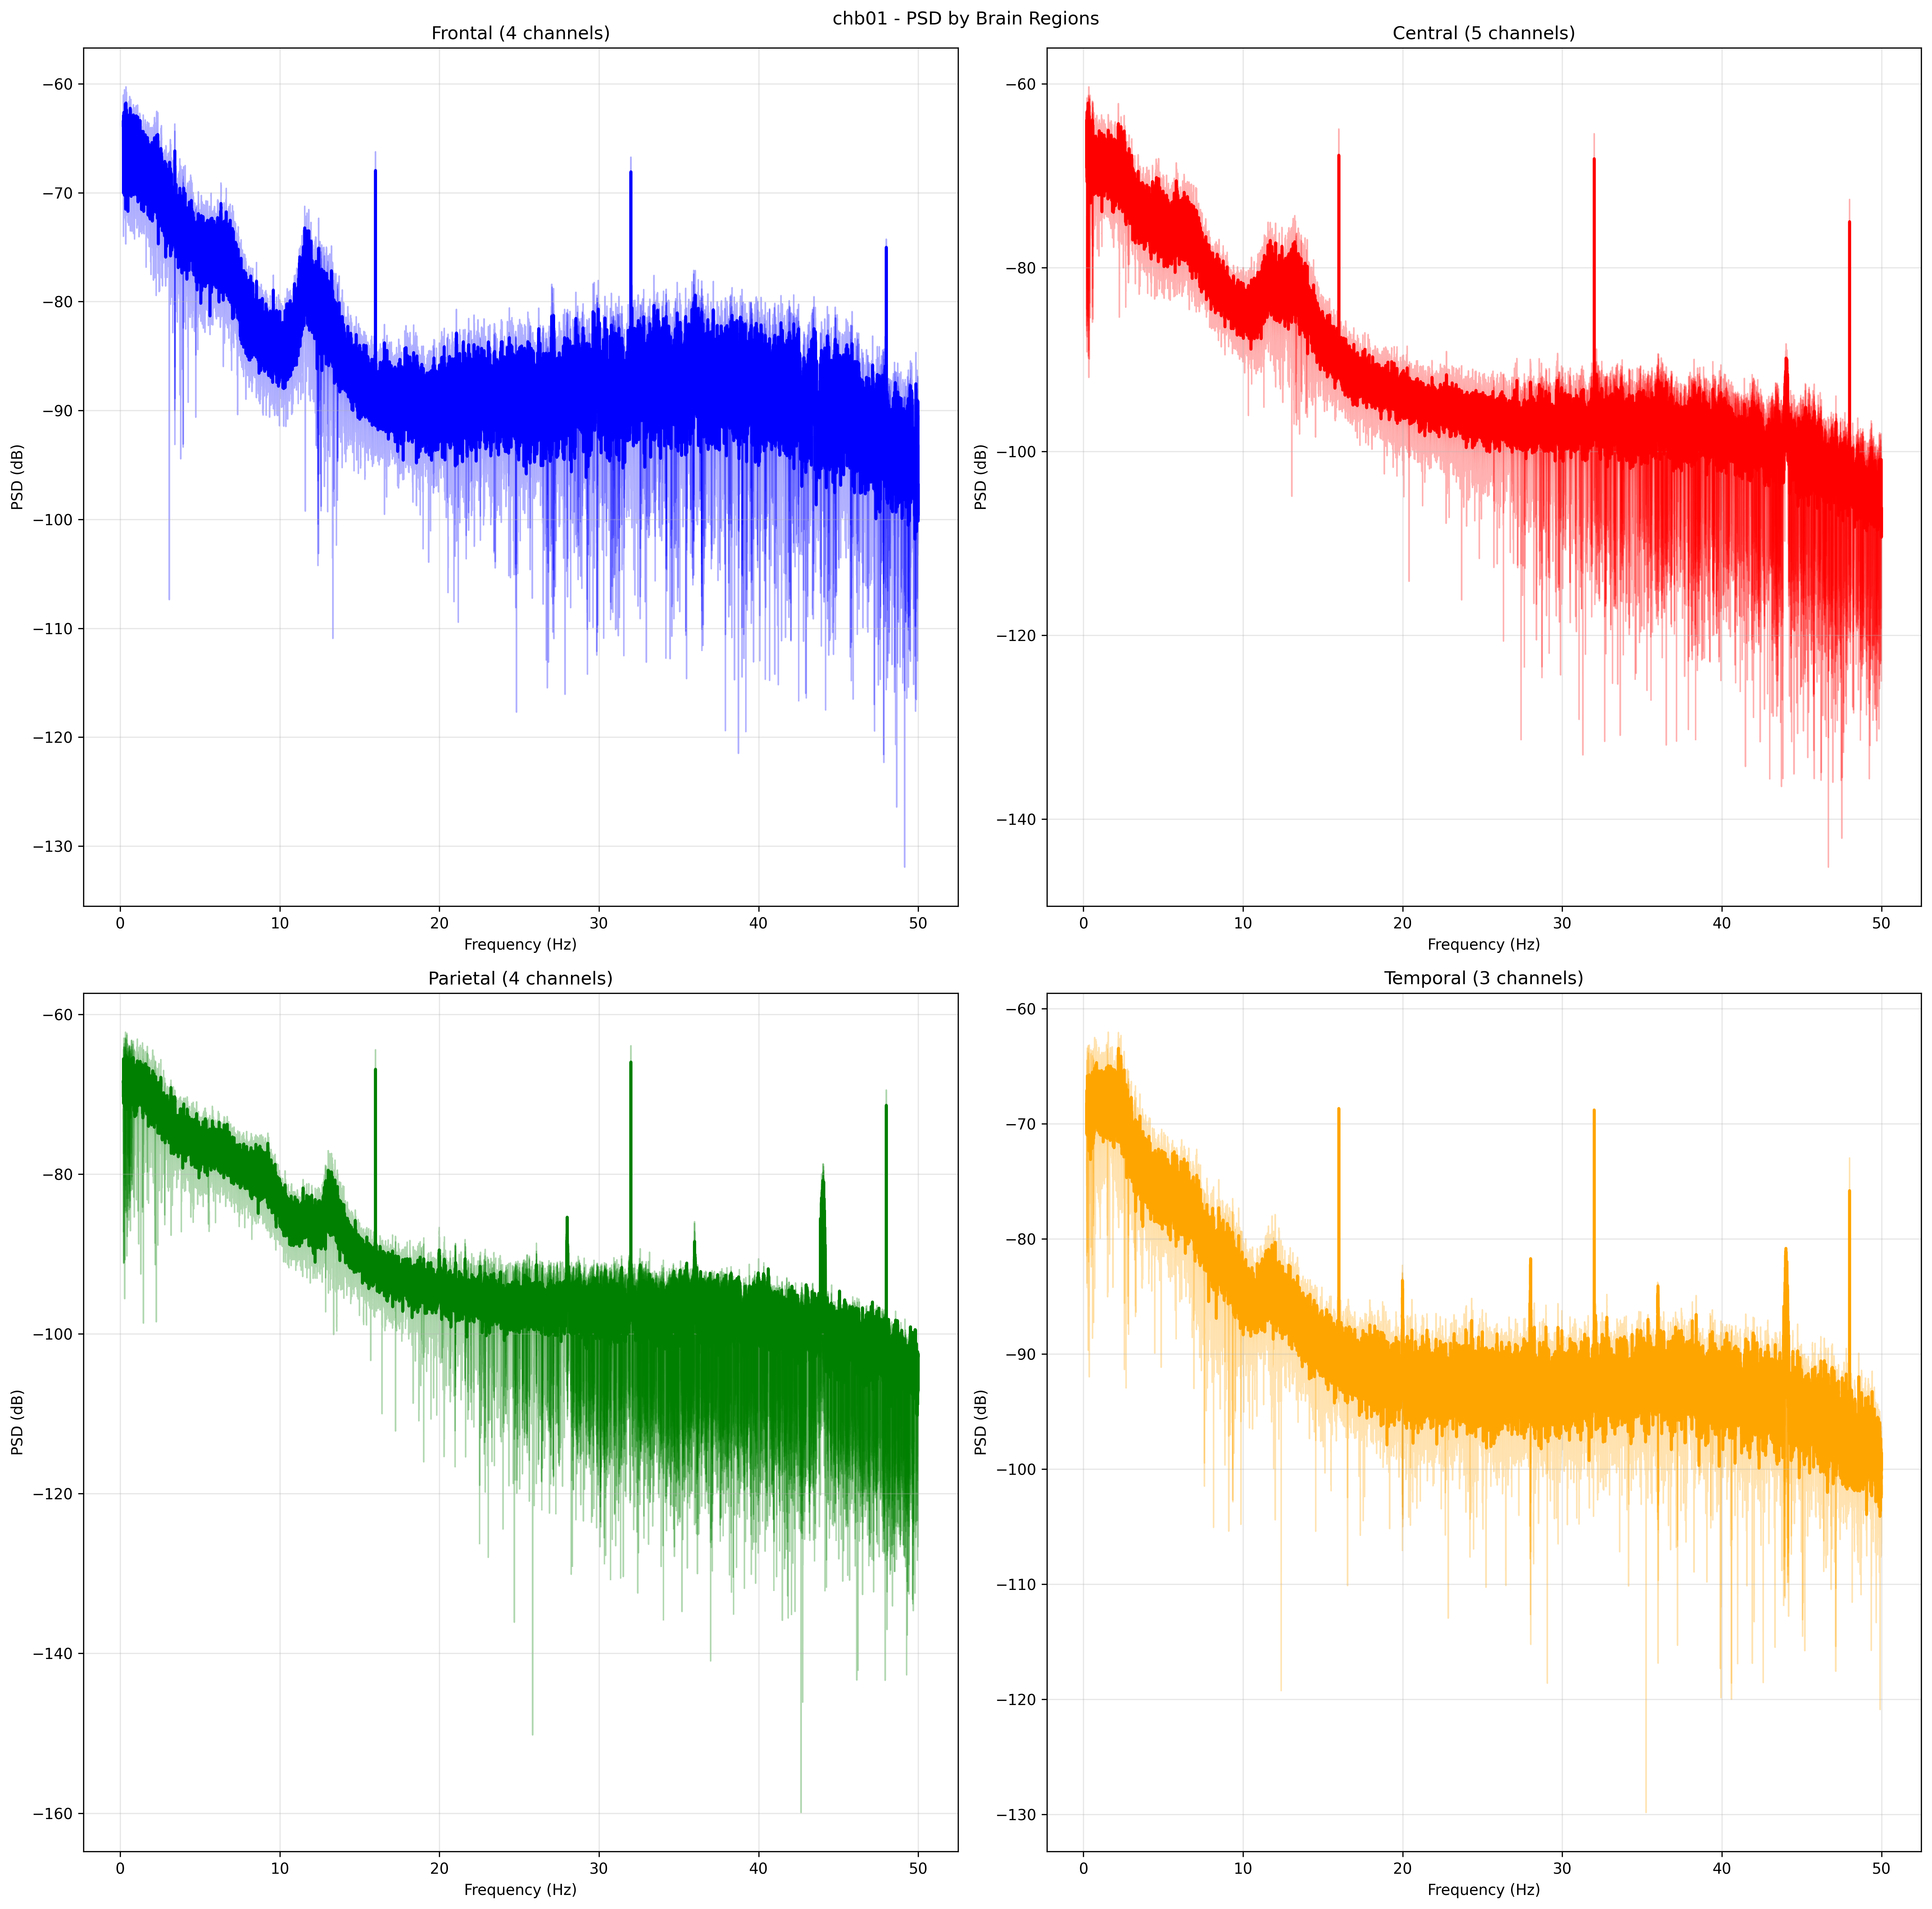 chb01 - PSD by Brain Regions
Frontal (4 channels)
PSD (dB)
−60
−70
−80
−90
−100
−110
−120
−130
0 10 20 30 40 50
Frequency (Hz)
Central (5 channels)
PSD (dB)
−60
−80
−100
−120
−140
0 10 20 30 40 50
Frequency (Hz)
Parietal (4 channels)
PSD (dB)
−60
−80
−100
−120
−140
−160
0 10 20 30 40 50
Frequency (Hz)
Temporal (3 channels)
PSD (dB)
−60
−70
−80
−90
−100
−110
−120
−130
0 10 20 30 40 50
Frequency (Hz)